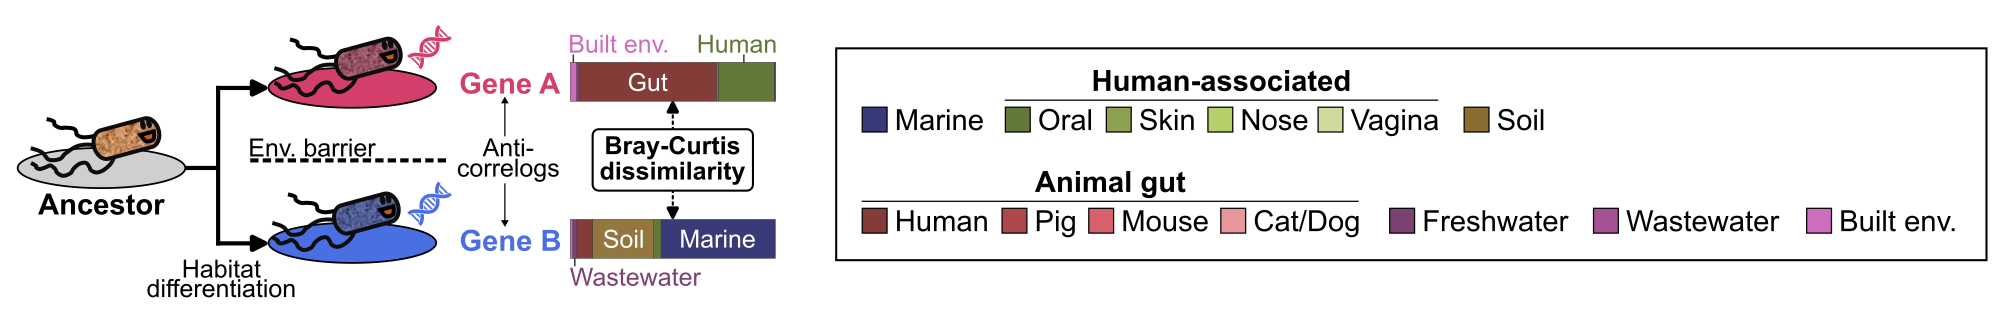 Ancestor
Habitat
differentiation
Env. barrier
Gene A
Anti-
correlogs
Gene B
Built env.
Human
Gut
Bray-Curtis
dissimilarity
Soil
Marine
Wastewater
Human-associated
Marine
Oral
Skin
Nose
Vagina
Soil
Animal gut
Human
Pig
Mouse
Cat/Dog
Freshwater
Wastewater
Built env.